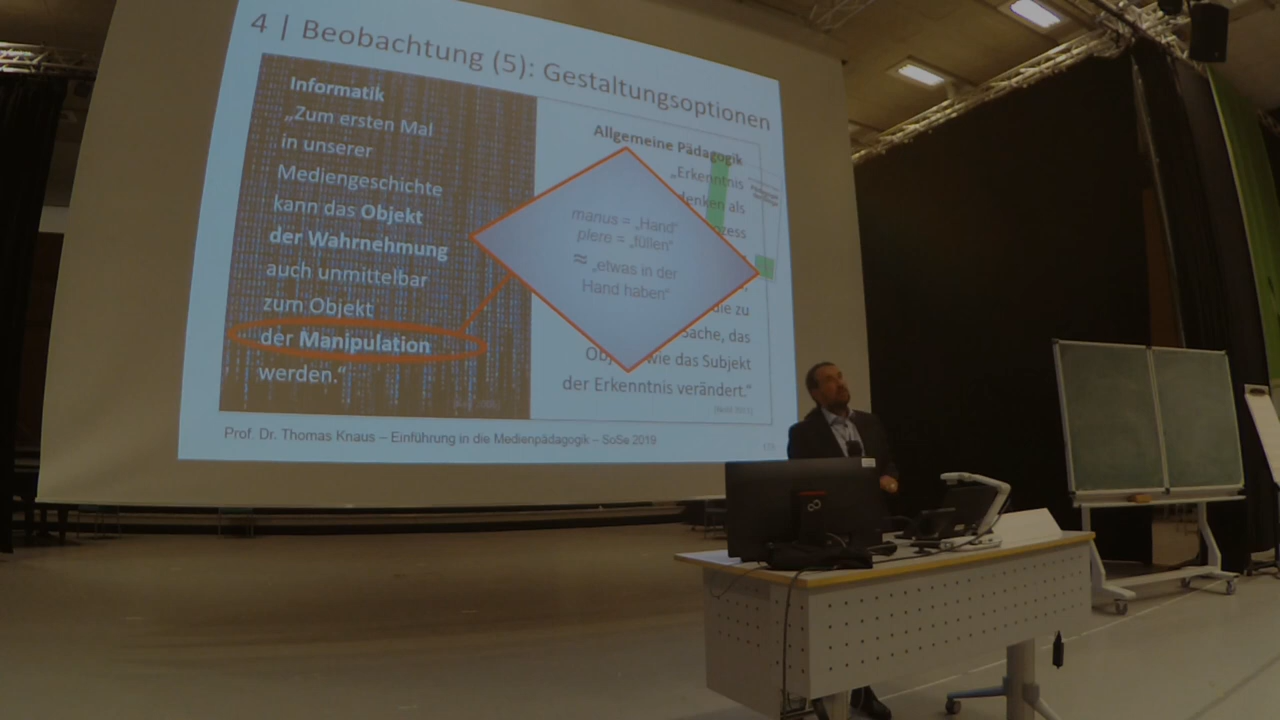 4 | Beobachtung (5): Gestaltungsoptionen
Informatik
„Zum ersten Mal
in unserer
Mediengeschichte
kann das Objekt
der Wahrnehmung
auch unmittelbar
zum Objekt
der Manipulation
werden.“
manus = „Hand“
plere = „füllen“
≈ „etwas in der
Hand haben“
Allgemeine Pädagogik
„Erkenntnis
denken als
die zu
Sache, das
wie das Subjekt
der Erkenntnis verändert.“
Prof. Dr. Thomas Knaus – Einführung in die Medienpädagogik – SoSe 2019